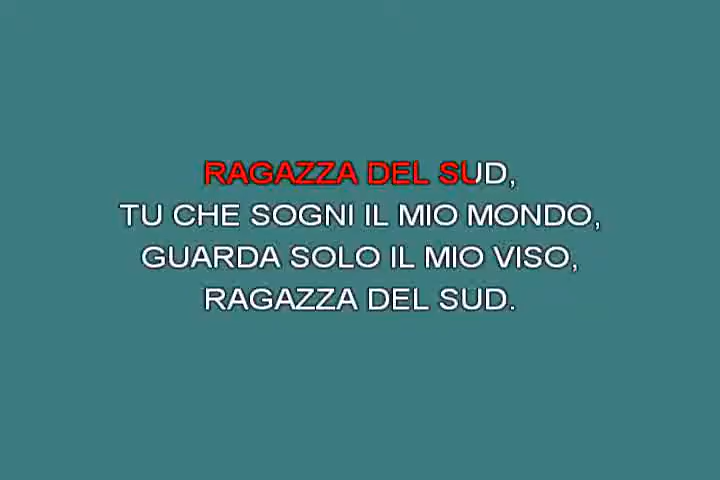 RAGAZZA DEL SUD,
TU CHE SOGNI IL MIO MONDO,
GUARDA SOLO IL MIO VISO,
RAGAZZA DEL SUD.